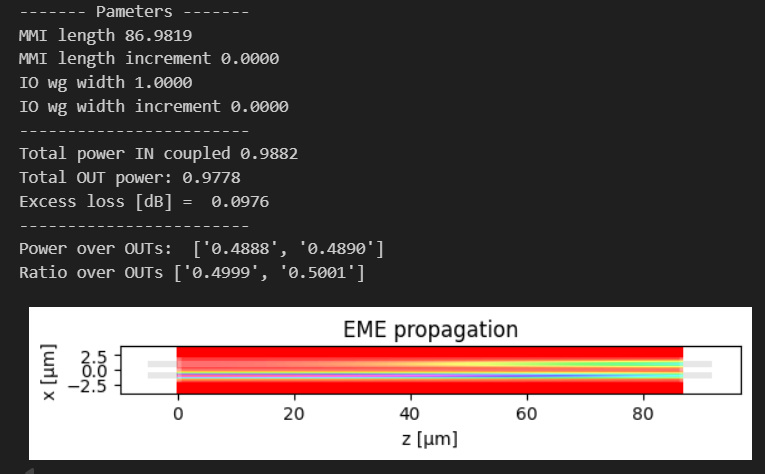 ------- Pameters -------
MMI length 86.9819
MMI length increment 0.0000
IO wg width 1.0000
IO wg width increment 0.0000
------------------------
Total power IN coupled 0.9882
Total OUT power: 0.9778
Excess loss [dB] =  0.0976
------------------------
Power over OUTs:  ['0.4888', '0.4890']
Ratio over OUTs ['0.4999', '0.5001']
EME propagation
x [μm]
2.5
0.0
−2.5
0 20 40 60 80
z [μm]